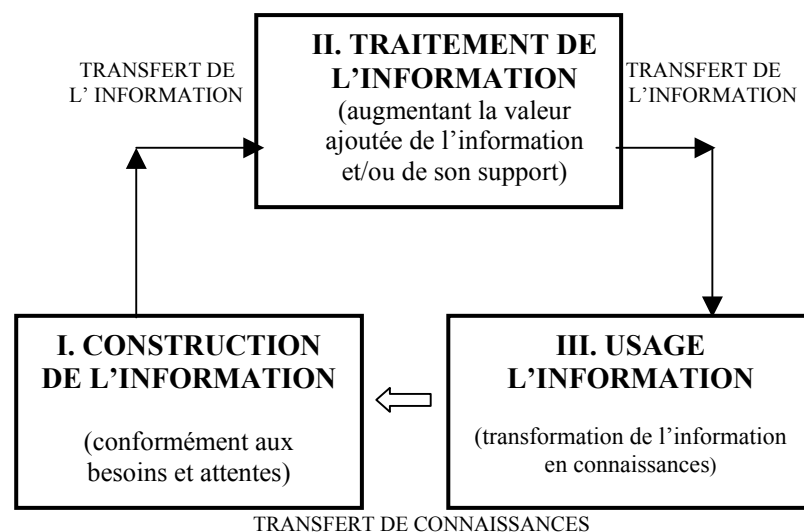 II. TRAITEMENT DE
L’INFORMATION
(augmentant la valeur
ajoutée de l’information
et/ou de son support)
TRANSFERT DE
L’ INFORMATION
TRANSFERT DE
L’INFORMATION
I. CONSTRUCTION
DE L’INFORMATION
(conformément aux
besoins et attentes)
III. USAGE
L’INFORMATION
(transformation de l’information
en connaissances)
TRANSFERT DE CONNAISSANCES